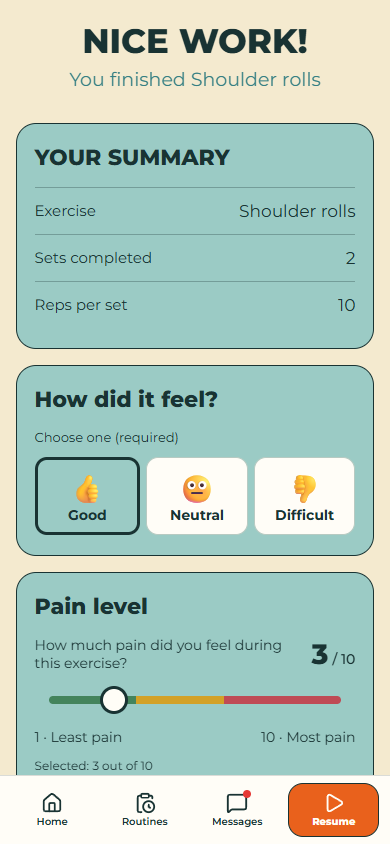 NICE WORK!
You finished Shoulder rolls
YOUR SUMMARY
Exercise Shoulder rolls
Sets completed 2
Reps per set 10
How did it feel?
Choose one (required)
Good Neutral Difficult
Pain level
How much pain did you feel during
this exercise?
3 / 10
1 · Least pain 10 · Most pain
Selected: 3 out of 10
Home Routines Messages Resume